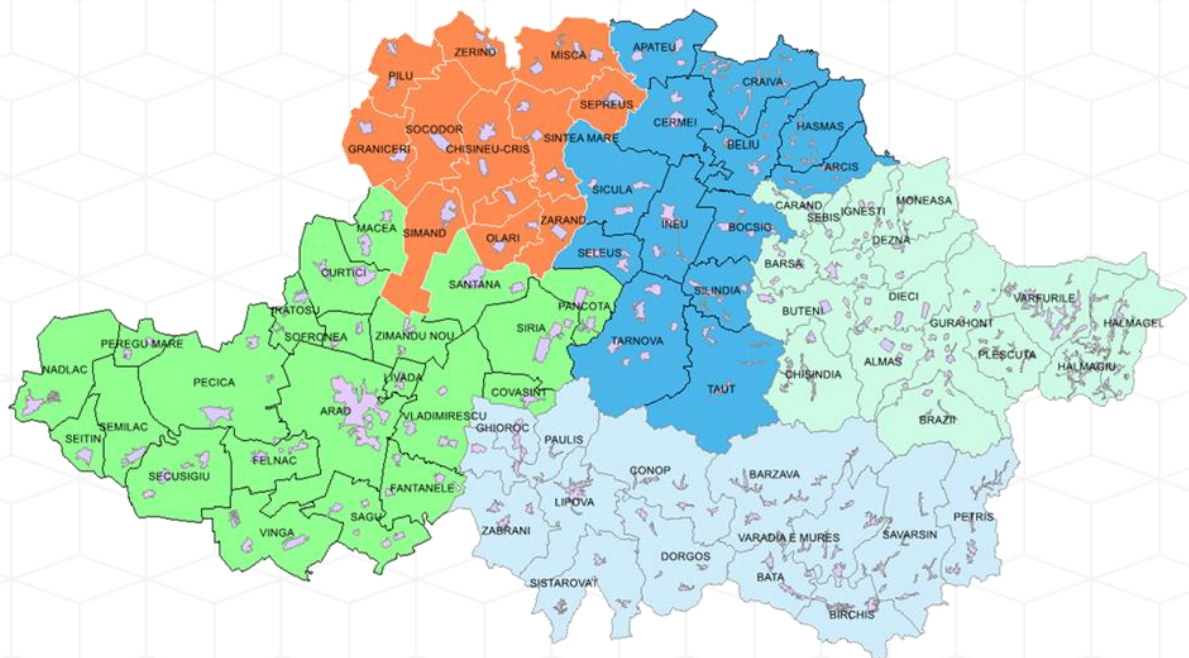 ZERIND
MISCA
APATEU
PILU
CRAIVA
SEPREUS
SOCODOR
CERMEI
HASMAS
GRANICERI
CHISINEU-CRIS
SINTEA MARE
BELIU
ARCIS
SICULA
MACEA
SIMAND
OLARI
ZARAND
INEU
BOCSIG
CARAND
SEBIS
IGNESTI
MONEASA
DEZNA
CURTICI
SELEUS
BARSA
SANTANA
SILINDIA
IRATOSU
PANCOTA
BUTENI
DIECI
VARFURILE
SOFRONEA
ZIMANDU NOU
SIRIA
GURAHONT
HALMAGEL
PEREGU MARE
TARNOVA
PLESCUTA
NADLAC
ALMAS
HALMAGIU
PECICA
LIVADA
CHISINDIA
COVASINT
TAUT
ARAD
VLADIMIRESCU
BRAZII
SEITIN
SEMILAC
GHIOROC
PAULIS
FELNAC
SECUSIGIU
CONOP
BARZAVA
FANTANELE
LIPOVA
SAGU
PETRIS
VINGA
ZABRANI
VARADIA E MURES
SAVARSIN
DORGOS
BATA
SISTAROVAT
BIRCHIS